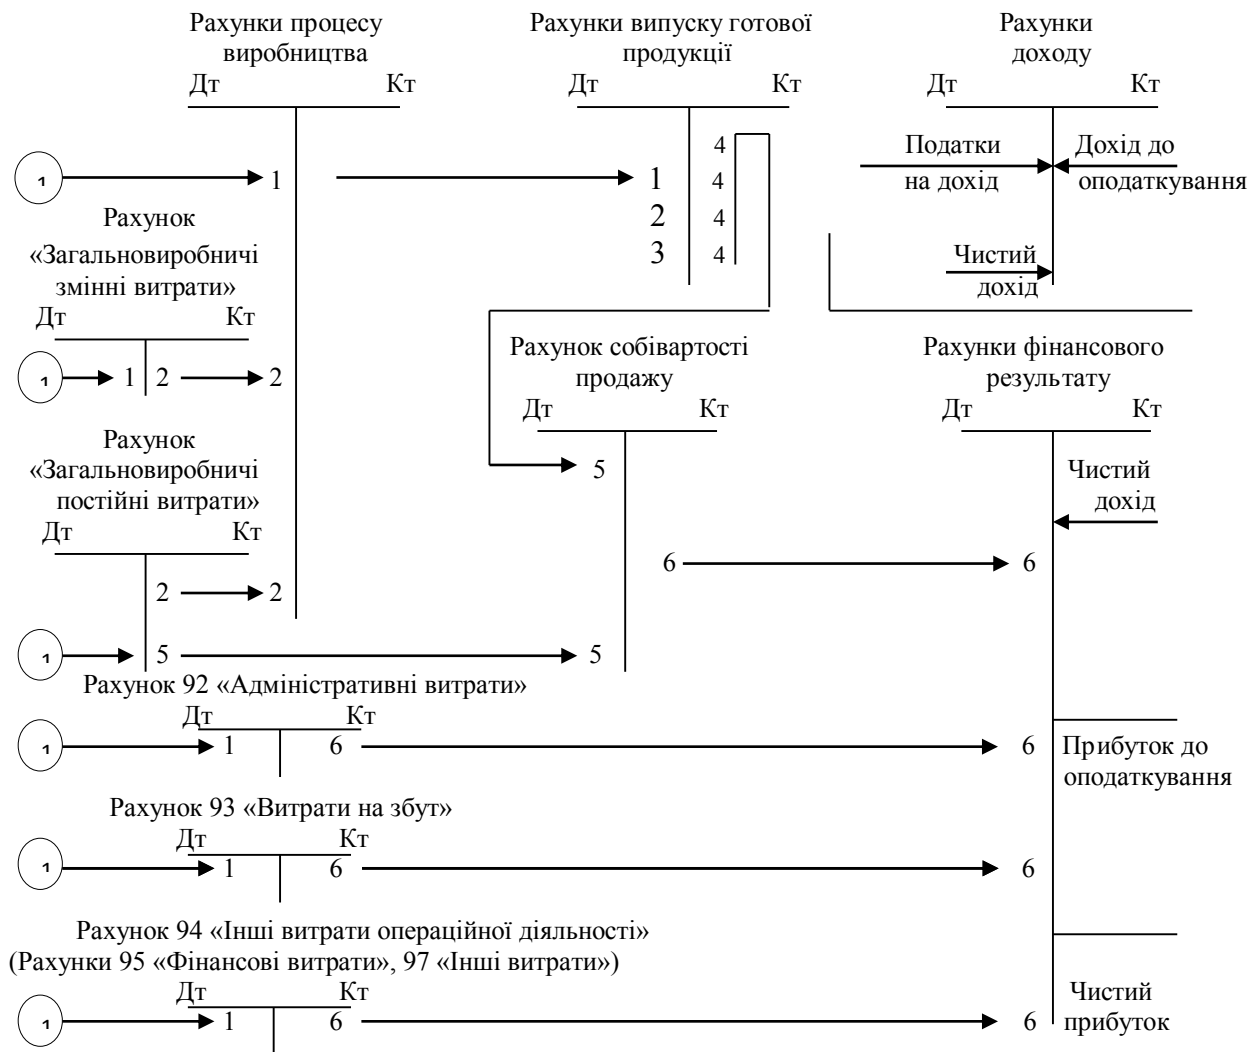 Рахунки процесу
виробництва
Дт Кт
Рахунки випуску готової
продукції
Дт Кт
Рахунки
доходу
Дт Кт
1 1
1 4
4
2 4
3 4
Податки
на дохід
Дохід до
оподаткування
Чистий
дохід
Рахунок
«Загальновиробничі
змінні витрати»
Дт Кт
1 1 2 2
Рахунок собівартості
продажу
Дт Кт
5
6
5
Рахунки фінансового
результату
Дт Кт
Чистий
дохід
6
Рахунок
«Загальновиробничі
постійні витрати»
Дт Кт
2 2
1 5
Рахунок 92 «Адміністративні витрати»
Дт Кт
1 1 6 6
Прибуток до
оподаткування
Рахунок 93 «Витрати на збут»
Дт Кт
1 1 6 6
Рахунок 94 «Інші витрати операційної діяльності»
(Рахунки 95 «Фінансові витрати», 97 «Інші витрати»)
Дт Кт
1 1 6 6
Чистий
прибуток